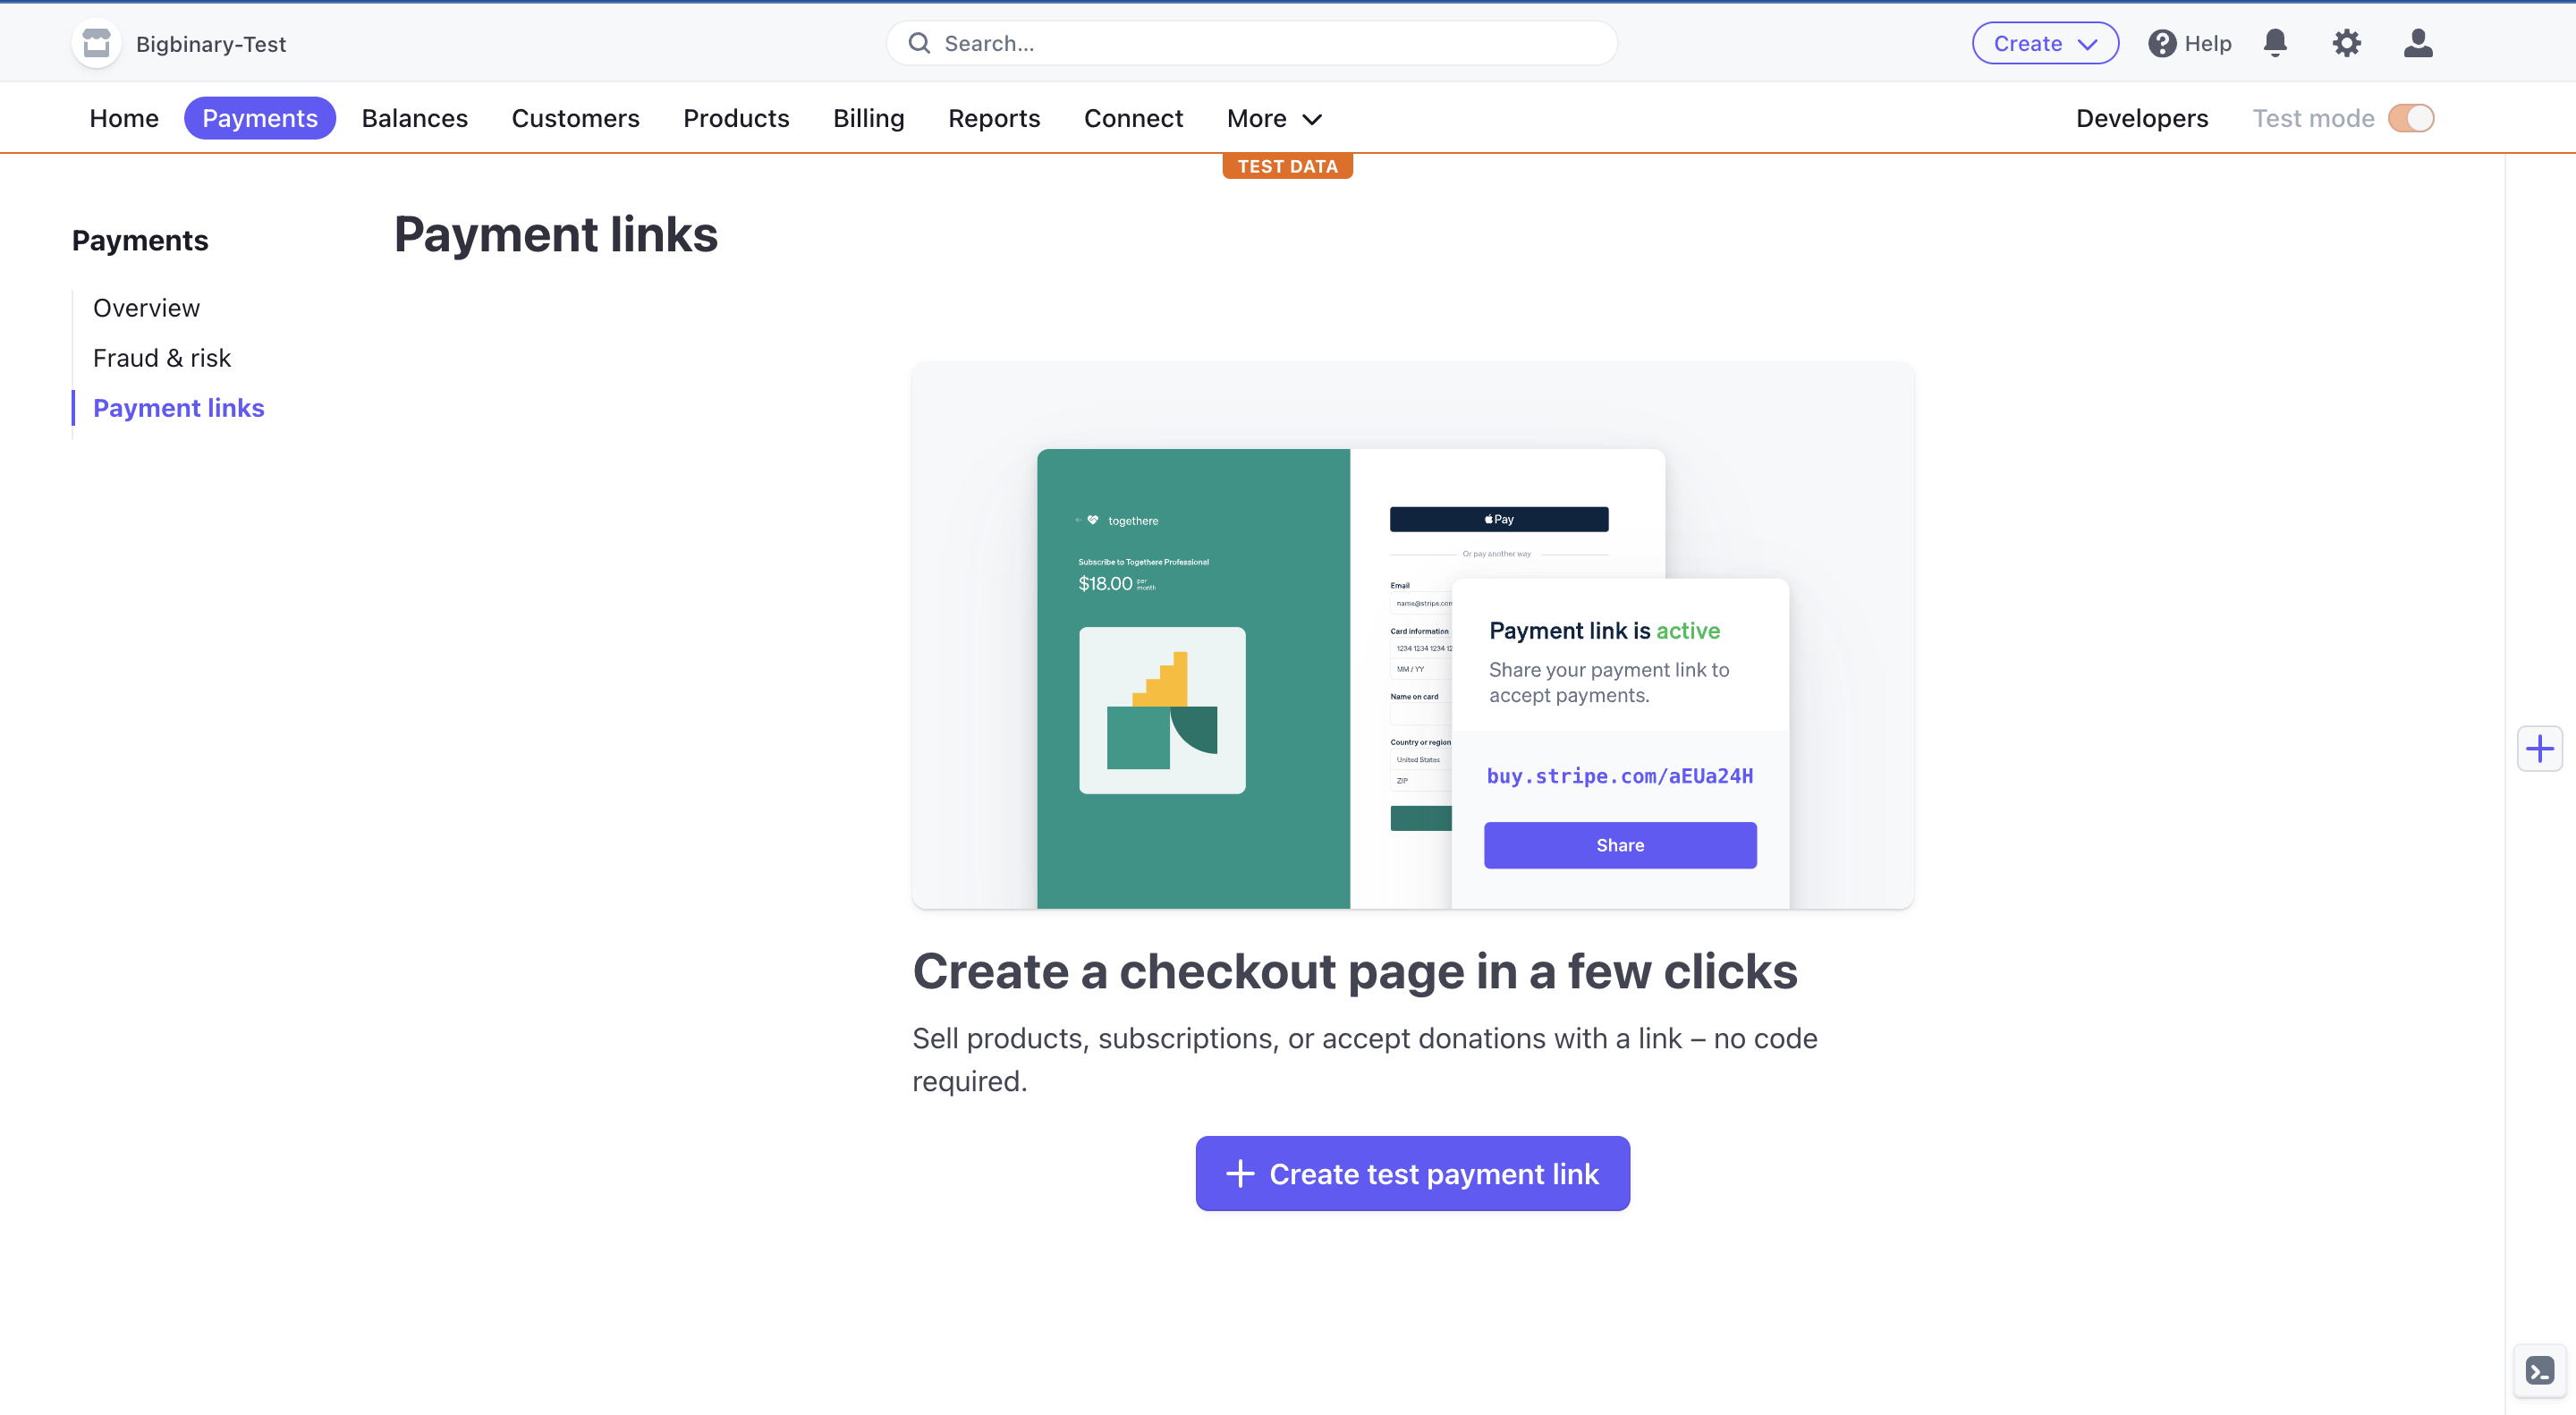 Bigbinary-Test
Search...
Create
Help
Home
Payments
Balances
Customers
Products
Billing
Reports
Connect
More
Developers
Test mode
TEST DATA
Payments
Overview
Fraud & risk
Payment links
Payment links
togethere
Subscribe to Togethere Professional
$18.00 per
month
Pay
Or pay another way
Email
name@stripe.com
Card information
1234 1234 1234 12
MM / YY
Name on card
Country or region
United States
ZIP
Payment link is active
Share your payment link to
accept payments.
buy.stripe.com/aEUa24H
Share
Create a checkout page in a few clicks
Sell products, subscriptions, or accept donations with a link – no code
required.
Create test payment link